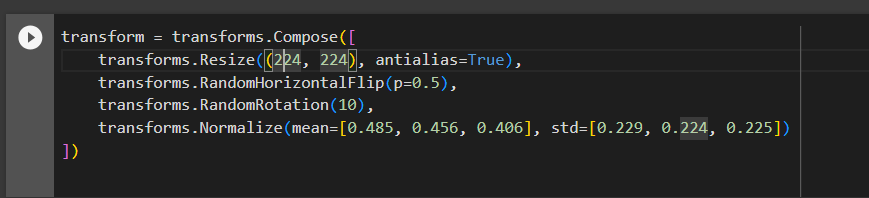 transform = transforms.Compose([
    transforms.Resize((224, 224), antialias=True),
    transforms.RandomHorizontalFlip(p=0.5),
    transforms.RandomRotation(10),
    transforms.Normalize(mean=[0.485, 0.456, 0.406], std=[0.229, 0.224, 0.225])
])